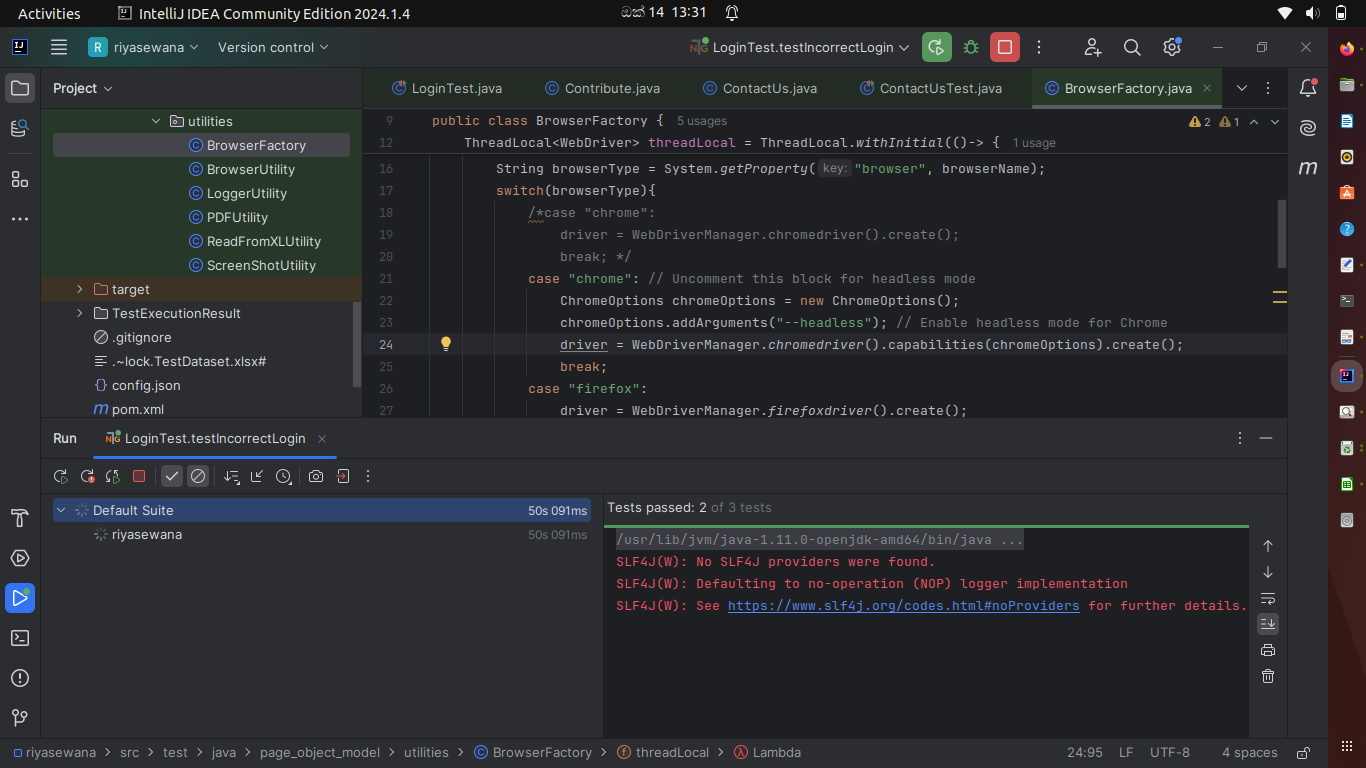 Activities IntelliJ IDEA Community Edition 2024.1.4 ඔක් 14 13:31
R riyasewana Version control LoginTest.testIncorrectLogin
Project LoginTest.java Contribute.java ContactUs.java ContactUsTest.java BrowserFactory.java
utilities
BrowserFactory
BrowserUtility
LoggerUtility
PDFUtility
ReadFromXLUtility
ScreenShotUtility
target
TestExecutionResult
.gitignore
.~lock.TestDataset.xlsx#
config.json
pom.xml
9 public class BrowserFactory { 5 usages 2 1
12 ThreadLocal<WebDriver> threadLocal = ThreadLocal.withInitial(()-> { 1 usage
16 String browserType = System.getProperty( key: "browser", browserName);
17 switch(browserType){
18 /*case "chrome":
19 driver = WebDriverManager.chromedriver().create();
20 break; */
21 case "chrome": // Uncomment this block for headless mode
22 ChromeOptions chromeOptions = new ChromeOptions();
23 chromeOptions.addArguments("--headless"); // Enable headless mode for Chrome
24 driver = WebDriverManager.chromedriver().capabilities(chromeOptions).create();
25 break;
26 case "firefox":
27 driver = WebDriverManager.firefoxdriver().create();
Run LoginTest.testIncorrectLogin
Default Suite 50s 091ms
riyasewana 50s 091ms
Tests passed: 2 of 3 tests
/usr/lib/jvm/java-1.11.0-openjdk-amd64/bin/java ...
SLF4J(W): No SLF4J providers were found.
SLF4J(W): Defaulting to no-operation (NOP) logger implementation
SLF4J(W): See https://www.slf4j.org/codes.html#noProviders for further details.
riyasewana > src > test > java > page_object_model > utilities > BrowserFactory > threadLocal > Lambda 24:95 LF UTF-8 4 spaces